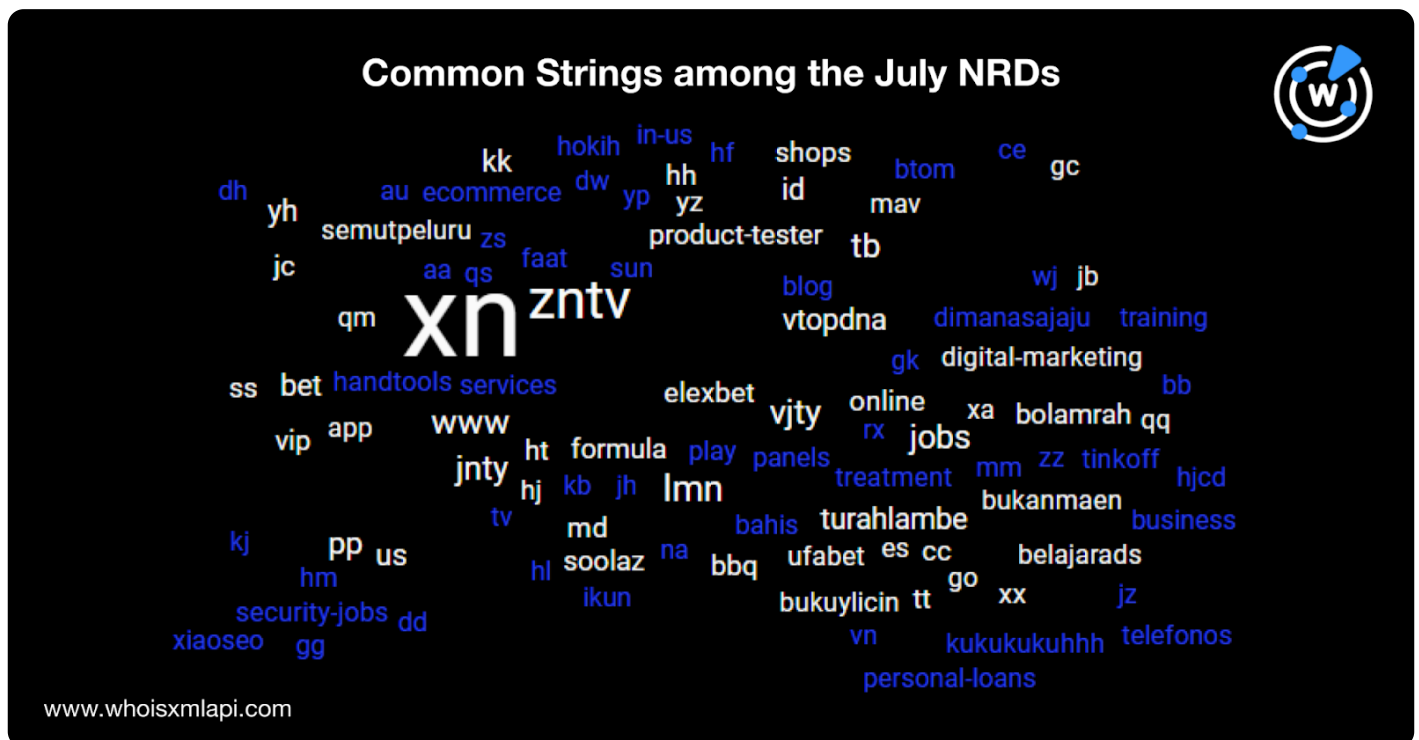 Common Strings among the July NRDs
W
in-us
hokih
hf
shops
ce
kk
btom
gc
hh
dw
id
dh
au
ecommerce
yp
yz
mav
yh
semutpeluru
zs
product-tester
tb
faat
jc
aa
qs
sun
wj
jb
blog
xn
zntv
qm
vtopdna
dimanasajaju
training
gk
digital-marketing
ss
bet
handtools
services
bb
elexbet
online
xa
vjty
bolamrah
qq
www
app
vip
rx
jobs
ht
formula
play
panels
zz
tinkoff
mm
jnty
treatment
hjcd
hj
kb
jh
lmn
bukanmaen
tv
md
bahis
turahlambe
business
kj
pp
us
na
ufabet
es
cc
belajarads
soolaz
bbq
hl
hm
go
ikun
bukuylicin
tt
xx
jz
security-jobs
dd
xiaoseo
gg
vn
kukukukuhhh
telefonos
personal-loans
www.whoisxmlapi.com